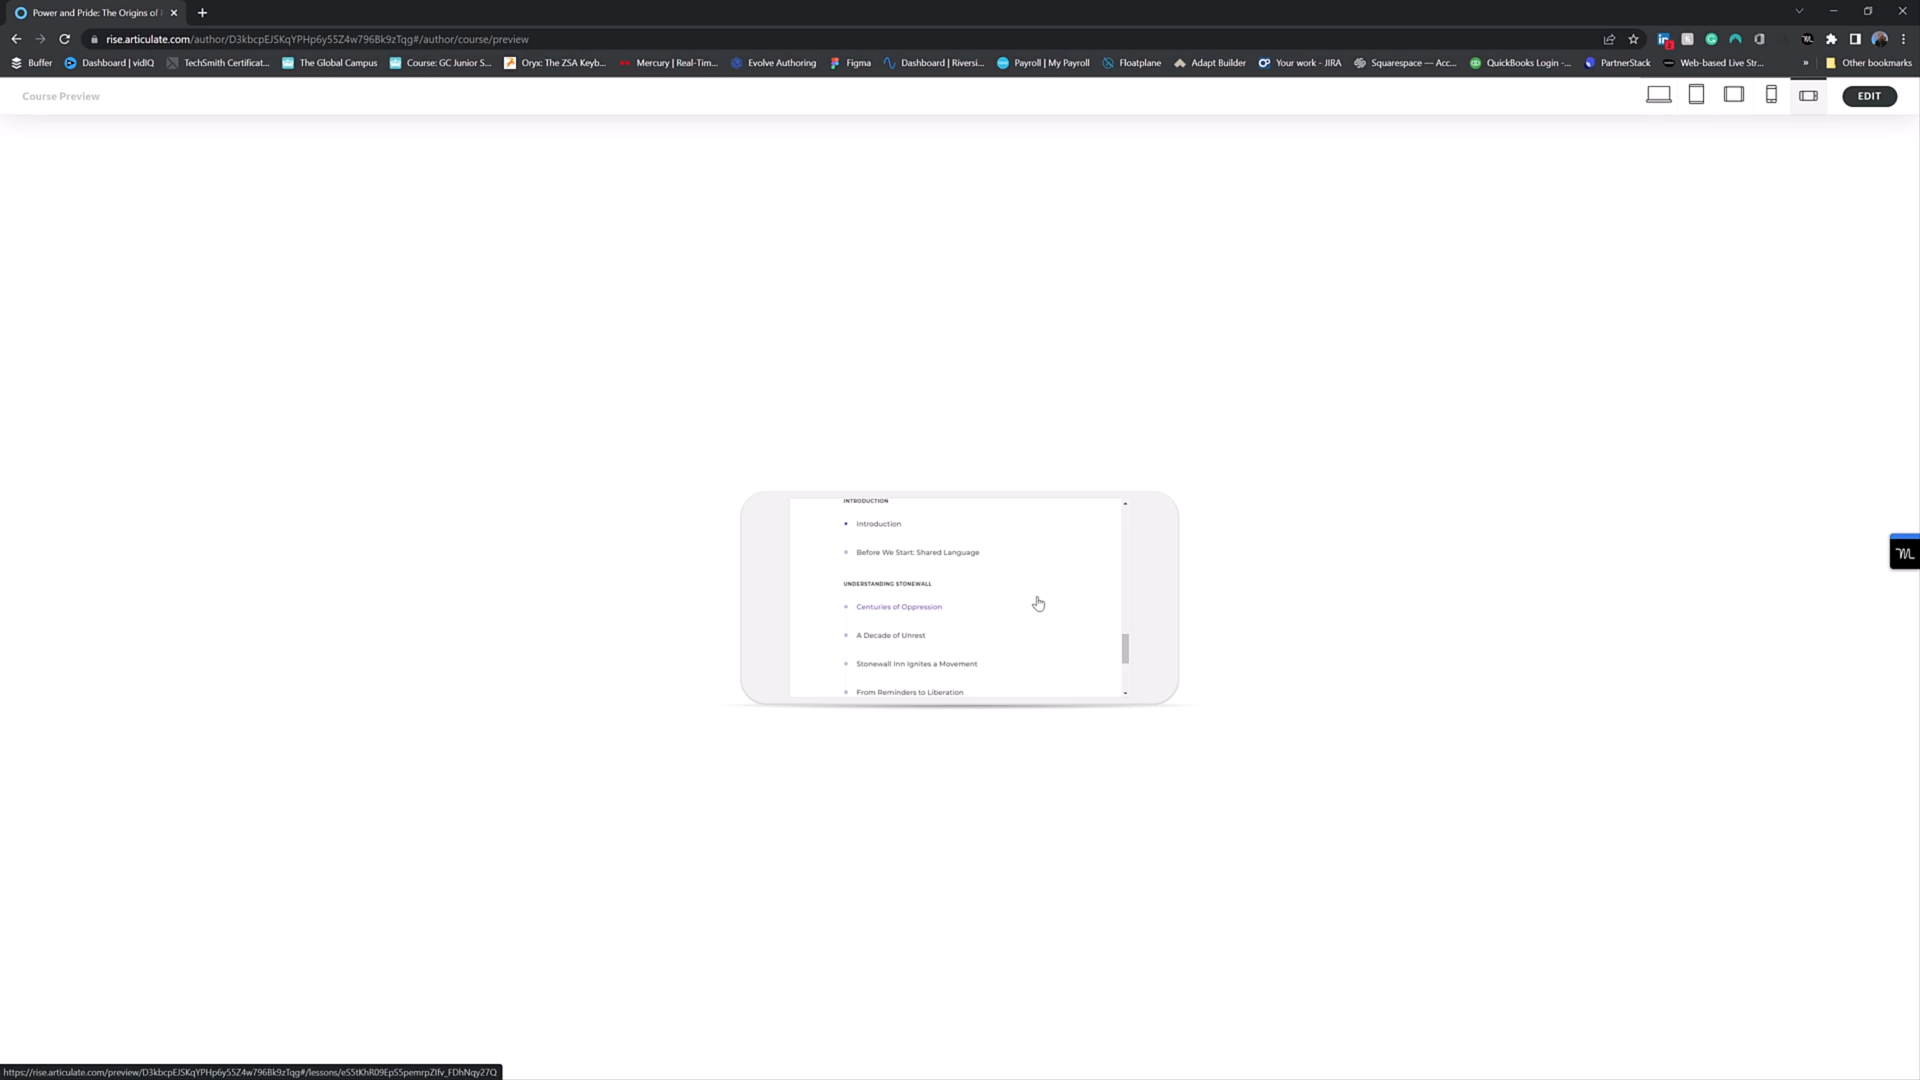 Power and Pride: The Origins of
rise.articulate.com/author/D3kbcpEJSKqYPHp6y55Z4w796Bk9zTqg#/author/course/preview
Buffer
Dashboard | vidIQ
TechSmith Certificat...
The Global Campus
Course: GC Junior S...
Oryx: The ZSA Keyb...
Mercury | Real-Tim...
Evolve Authoring
Figma
Dashboard | Riversi...
Payroll | My Payroll
Floatplane
Adapt Builder
Your work - JIRA
Squarespace — Acc...
QuickBooks Login -...
PartnerStack
Web-based Live Str...
»
Other bookmarks
Course Preview
EDIT
INTRODUCTION
Introduction
Before We Start: Shared Language
UNDERSTANDING STONEWALL
Centuries of Oppression
A Decade of Unrest
Stonewall Inn Ignites a Movement
From Reminders to Liberation
https://rise.articulate.com/preview/D3kbcpEJSKqYPHp6y55Z4w796Bk9zTqg#/lessons/eS5tKhR09EpS5pemrpZIfv_FDhNqy27Q